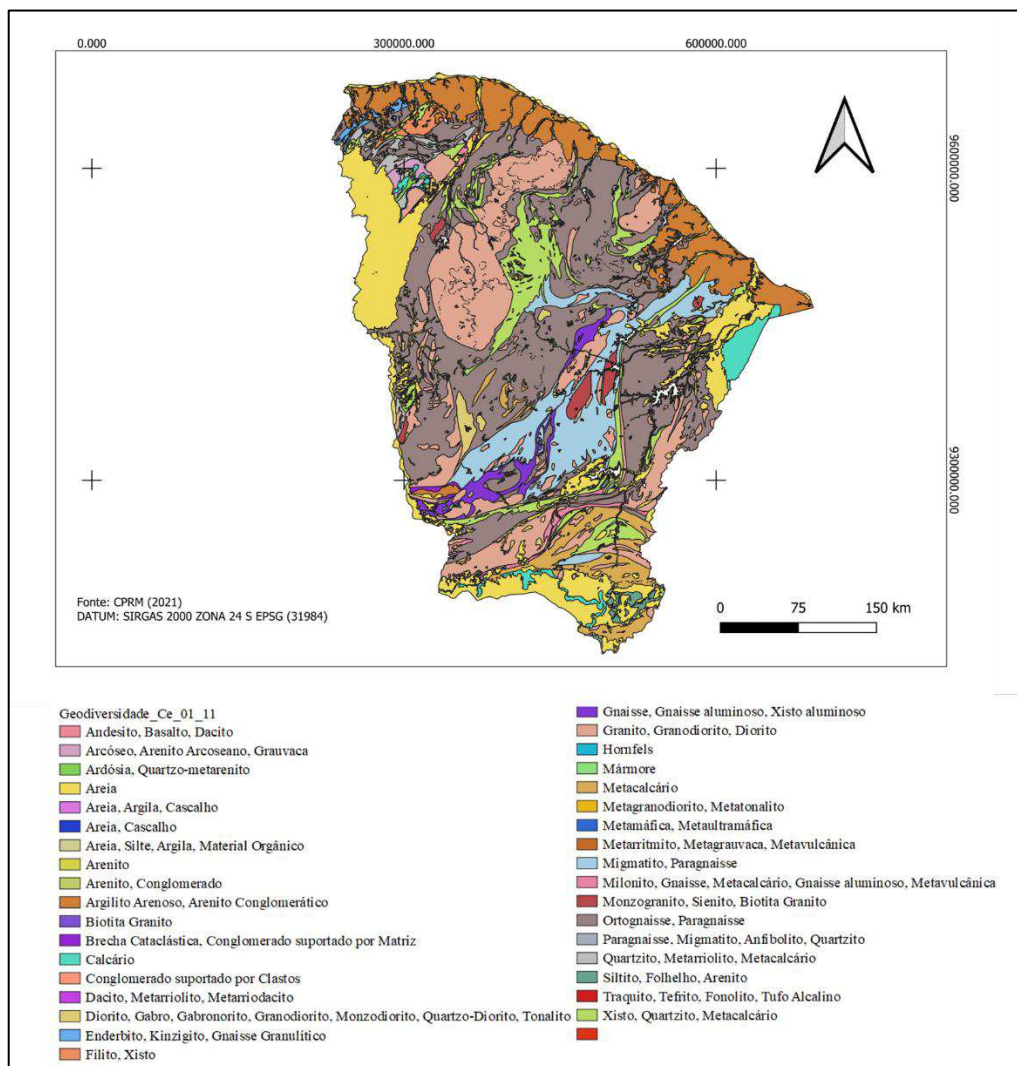 0.000 300000.000 600000.000
9600000.000
9300000.000
Fonte: CPRM (2021)
DATUM: SIRGAS 2000 ZONA 24 S EPSG (31984)
0 75 150 km
Geodiversidade_Ce_01_11
Andesito, Basalto, Dacito
Arcóseo, Arenito Arcoseano, Grauvaca
Ardósia, Quartzo-metarenito
Areia
Areia, Argila, Cascalho
Areia, Cascalho
Areia, Silte, Argila, Material Orgânico
Arenito
Arenito, Conglomerado
Argilito Arenoso, Arenito Conglomerático
Biotita Granito
Brecha Cataclástica, Conglomerado suportado por Matriz
Calcário
Conglomerado suportado por Clastos
Dacito, Metarriolito, Metarriodacito
Diorito, Gabro, Gabronorito, Granodiorito, Monzodiorito, Quartzo-Diorito, Tonalito
Enderbito, Kinzigito, Gnaisse Granulítico
Filito, Xisto
Gnaisse, Gnaisse aluminoso, Xisto aluminoso
Granito, Granodiorito, Diorito
Hornfels
Mármore
Metacalcário
Metagranodiorito, Metatonalito
Metamáfica, Metaultramáfica
Metarritmito, Metagrauvaca, Metavulcânica
Migmatito, Paragnaisse
Milonito, Gnaisse, Metacalcário, Gnaisse aluminoso, Metavulcânica
Monzogranito, Sienito, Biotita Granito
Ortognaisse, Paragnaisse
Paragnaisse, Migmatito, Anfibolito, Quartzito
Quartzito, Metarriolito, Metacalcário
Siltito, Folhelho, Arenito
Traquito, Tefrito, Fonolito, Tufo Alcalino
Xisto, Quartzito, Metacalcário